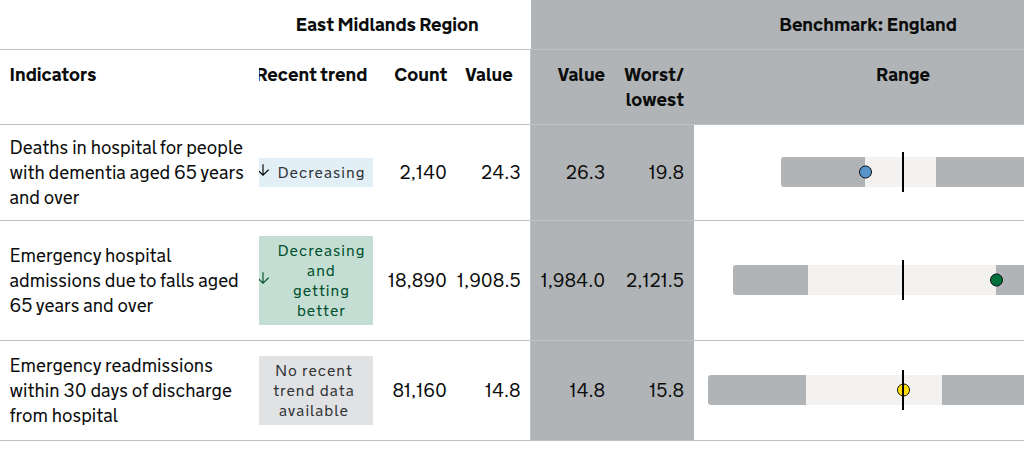 East Midlands Region Benchmark: England
Indicators Recent trend Count Value Value Worst/ Range
lowest
Deaths in hospital for people
with dementia aged 65 years
and over
Decreasing 2,140 24.3 26.3 19.8
Emergency hospital
admissions due to falls aged
65 years and over
Decreasing
and
getting
better
18,890 1,908.5 1,984.0 2,121.5
Emergency readmissions
within 30 days of discharge
from hospital
No recent
trend data
available
81,160 14.8 14.8 15.8